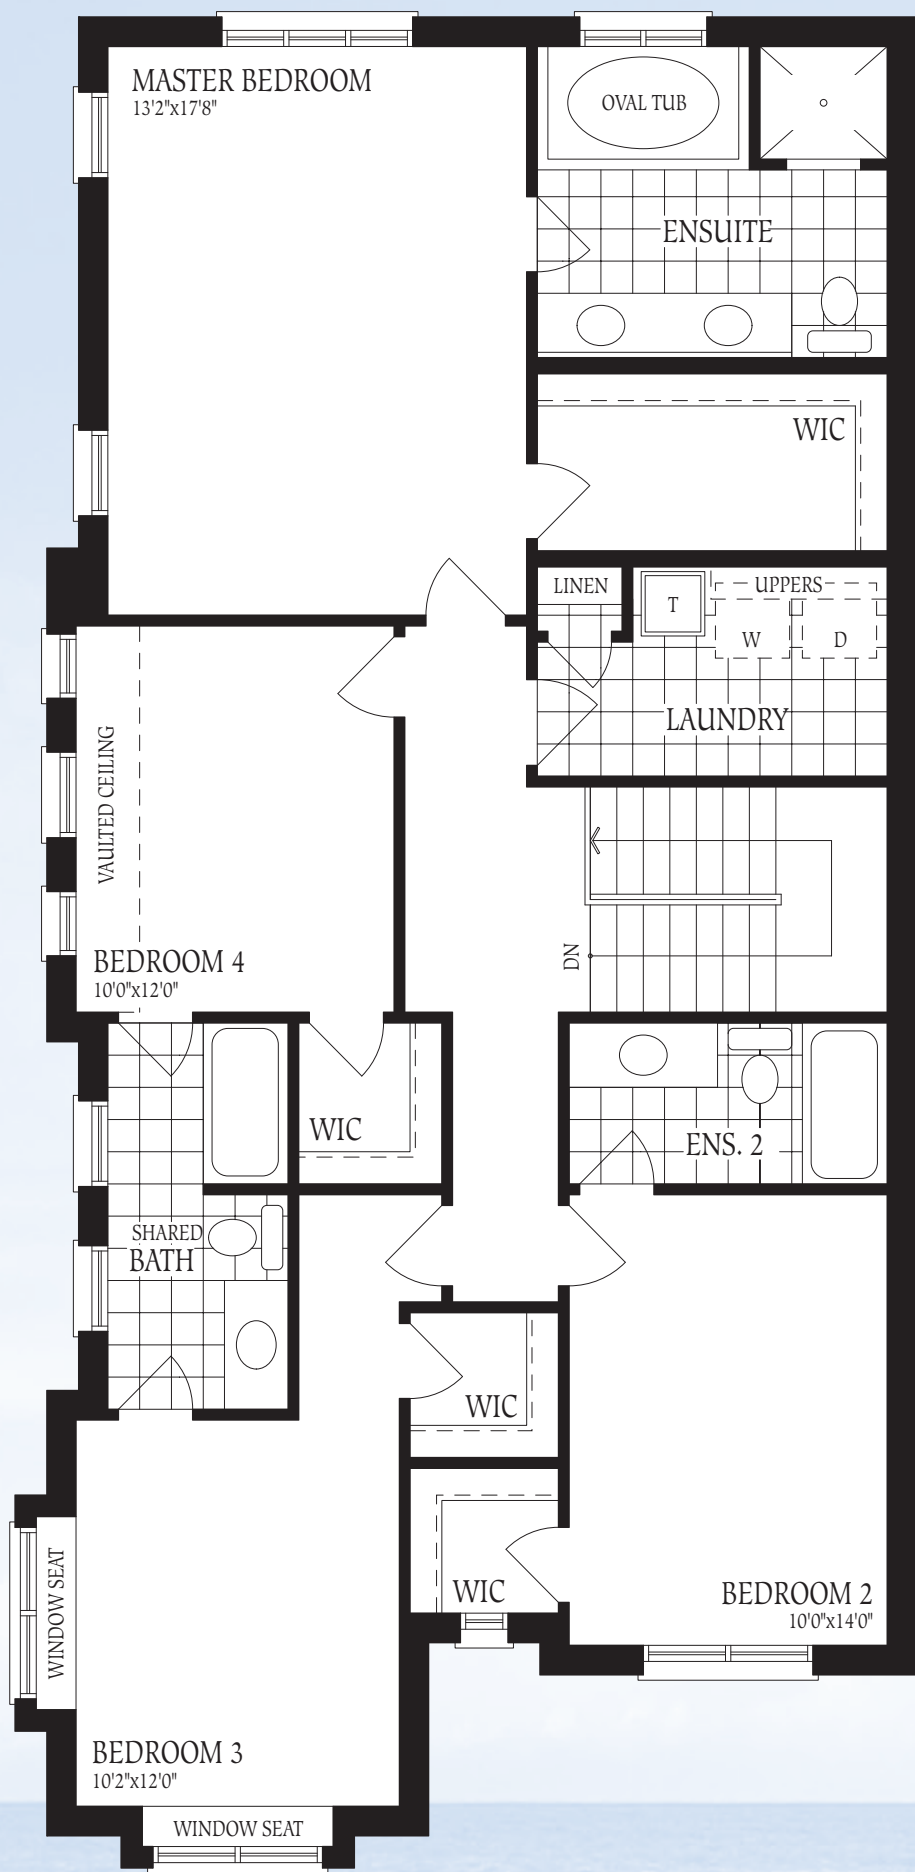 MASTER BEDROOM
13'2"x17'8"
OVAL TUB
ENSUITE
WIC
LINEN
T
UPPERS
W
D
LAUNDRY
VAULTED CEILING
BEDROOM 4
10'0"x12'0"
DN
WIC
ENS. 2
SHARED
BATH
WIC
WIC
BEDROOM 2
10'0"x14'0"
WINDOW SEAT
BEDROOM 3
10'2"x12'0"
WINDOW SEAT